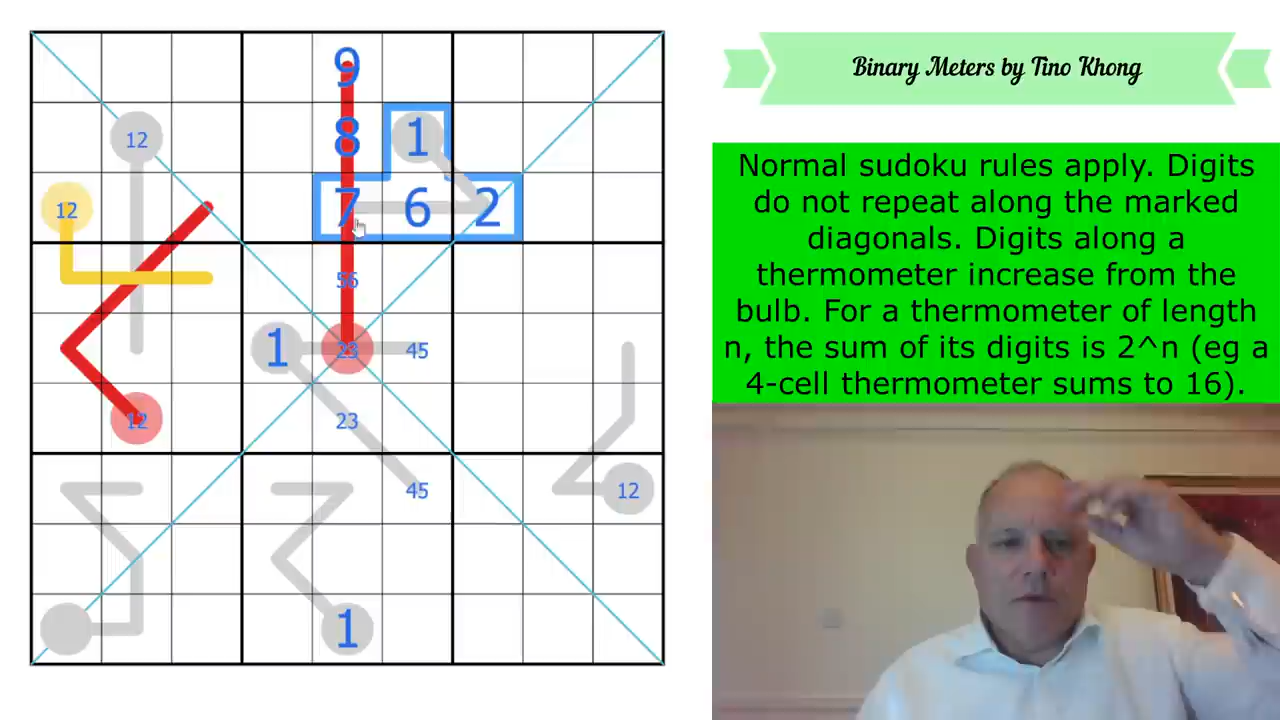 Binary Meters by Tino Khong
Normal sudoku rules apply. Digits
do not repeat along the marked
diagonals. Digits along a
thermometer increase from the
bulb. For a thermometer of length
n, the sum of its digits is 2^n (eg a
4-cell thermometer sums to 16).
9
12 8 1
12 7 6 2
56
1 23 45
12 23
45 12
1